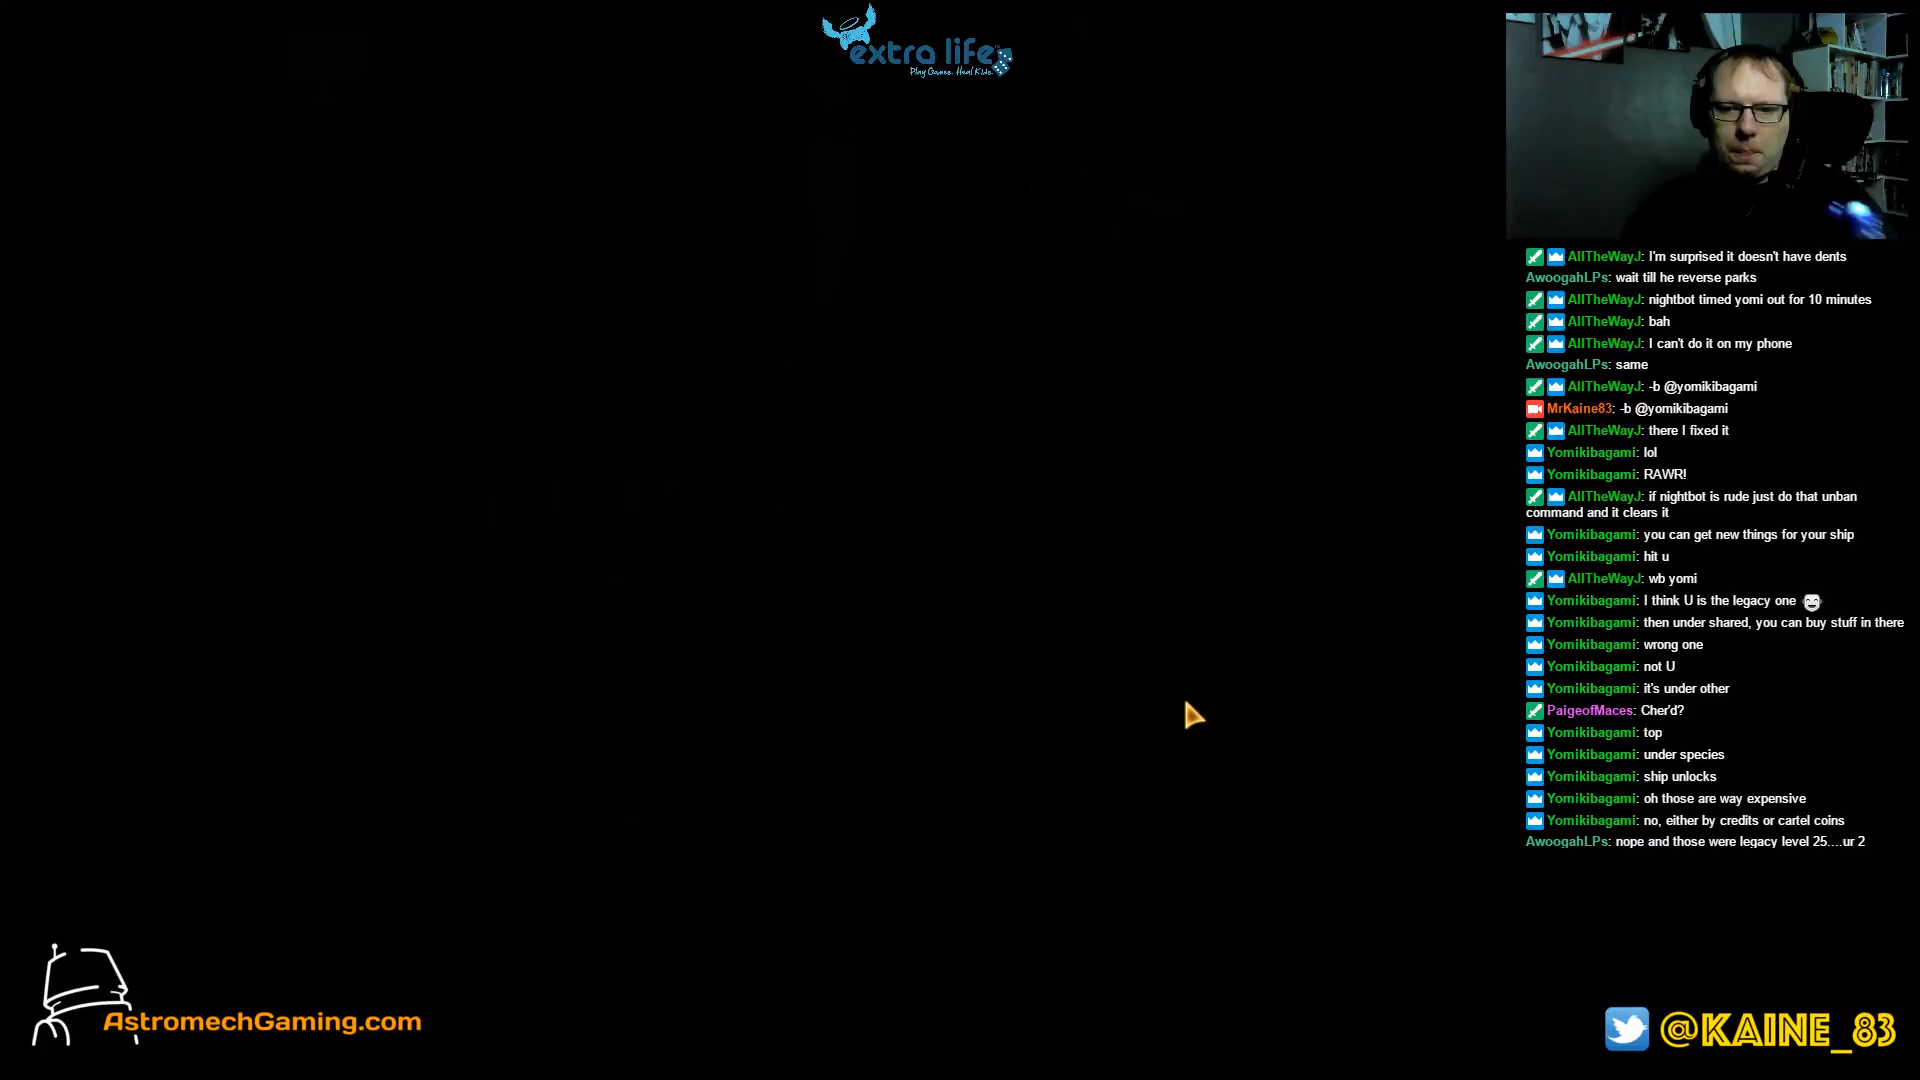 extra life
Play Games. Heal Kids.
AllTheWayJ: I'm surprised it doesn't have dents
AwoogahLPs: wait till he reverse parks
AllTheWayJ: nightbot timed yomi out for 10 minutes
AllTheWayJ: bah
AllTheWayJ: I can't do it on my phone
AwoogahLPs: same
AllTheWayJ: -b @yomikibagami
MrKaine83: -b @yomikibagami
AllTheWayJ: there I fixed it
Yomikibagami: lol
Yomikibagami: RAWR!
AllTheWayJ: if nightbot is rude just do that unban
command and it clears it
Yomikibagami: you can get new things for your ship
Yomikibagami: hit u
AllTheWayJ: wb yomi
Yomikibagami: I think U is the legacy one
Yomikibagami: then under shared, you can buy stuff in there
Yomikibagami: wrong one
Yomikibagami: not U
Yomikibagami: it's under other
PaigeofMaces: Cher'd?
Yomikibagami: top
Yomikibagami: under species
Yomikibagami: ship unlocks
Yomikibagami: oh those are way expensive
Yomikibagami: no, either by credits or cartel coins
AwoogahLPs: nope and those were legacy level 25....ur 2
AstromechGaming.com
@KAINE_83